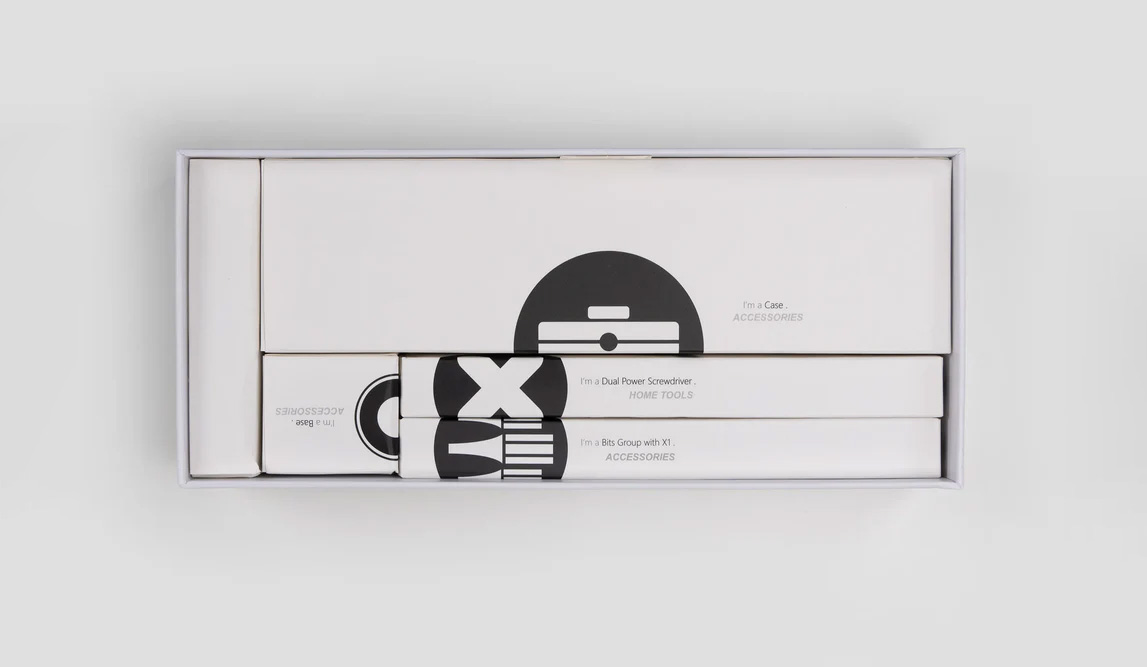 I'm a Case .
ACCESSORIES
I'm a Dual Power Screwdriver .
HOME TOOLS
I'm a Base .
ACCESSORIES
I'm a Bits Group with X1 .
ACCESSORIES